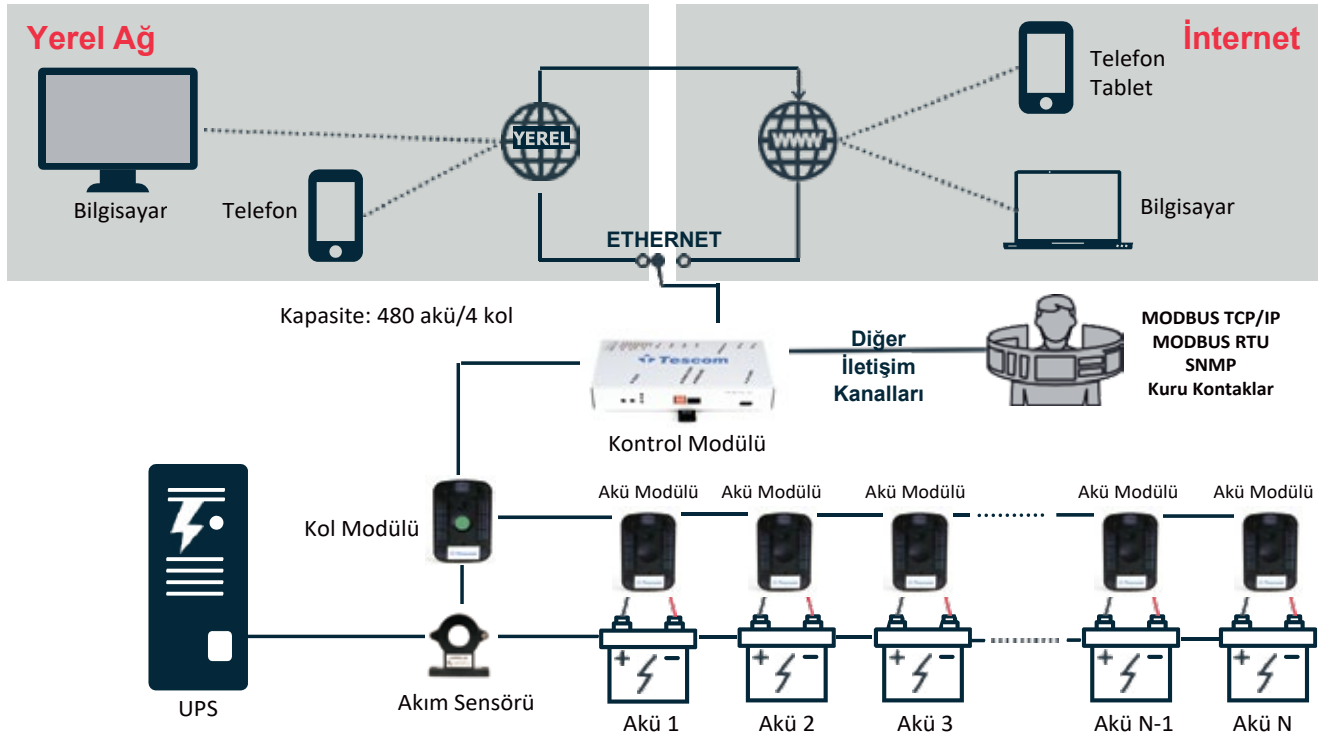 Yerel Ağ
İnternet
Telefon
Tablet
YEREL
WWW
Bilgisayar
Telefon
Bilgisayar
ETHERNET
Kapasite: 480 akü/4 kol
Tescom
Diğer
İletişim
Kanalları
MODBUS TCP/IP
MODBUS RTU
SNMP
Kuru Kontaklar
Kontrol Modülü
Kol Modülü
Akü Modülü
Akü Modülü
Akü Modülü
Akü Modülü
Akü Modülü
UPS
Akım Sensörü
Akü 1
Akü 2
Akü 3
Akü N-1
Akü N